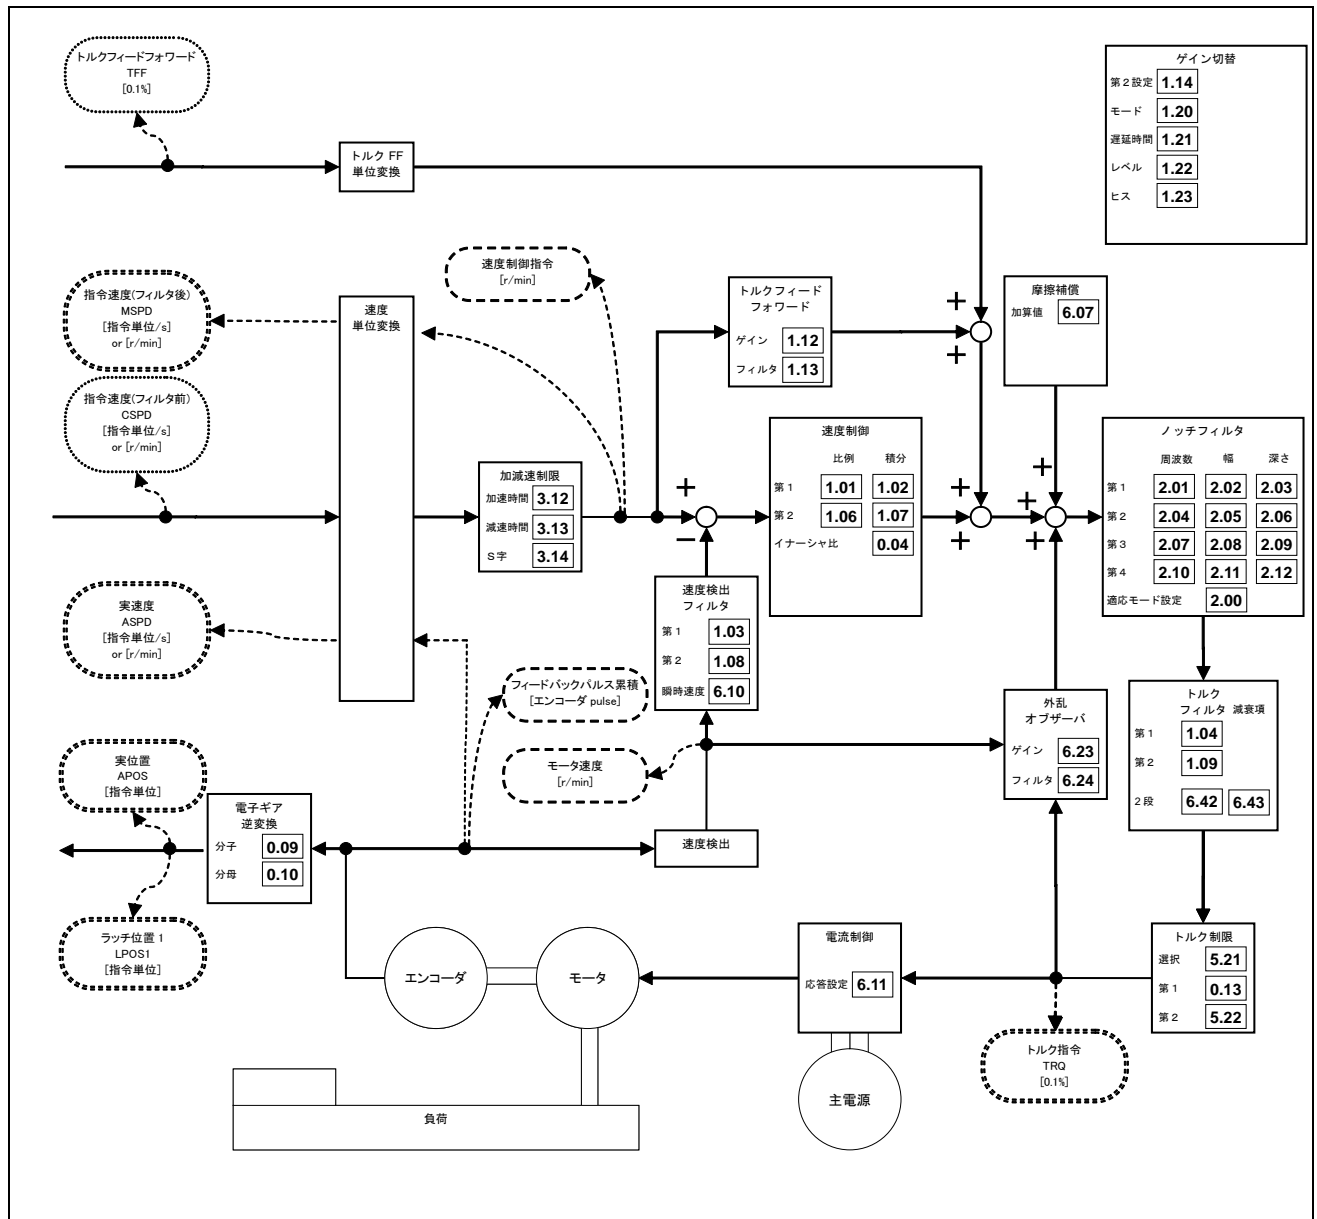 トルクフィードフォワード
TFF
[0.1%]
トルク FF
単位変換
ゲイン切替
第2設定 1.14
モード 1.20
遅延時間 1.21
レベル 1.22
ヒス 1.23
速度制御指令
[r/min]
指令速度(フィルタ後)
MSPD
[指令単位/s]
or [r/min]
指令速度(フィルタ前)
CSPD
[指令単位/s]
or [r/min]
速度
単位変換
加減速制限
加速時間 3.12
減速時間 3.13
S字 3.14
トルクフィード
フォワード
ゲイン 1.12
フィルタ 1.13
摩擦補償
加算値 6.07
+
+
+
−
速度制御
比例 積分
第1 1.01 1.02
第2 1.06 1.07
イナーシャ比 0.04
+
+
+
+
+
ノッチフィルタ
周波数 幅 深さ
第1 2.01 2.02 2.03
第2 2.04 2.05 2.06
第3 2.07 2.08 2.09
第4 2.10 2.11 2.12
適応モード設定 2.00
実速度
ASPD
[指令単位/s]
or [r/min]
速度検出
フィルタ
第1 1.03
第2 1.08
瞬時速度 6.10
フィードバックパルス累積
[エンコーダ pulse]
モータ速度
[r/min]
外乱
オブザーバ
ゲイン 6.23
フィルタ 6.24
トルク
フィルタ 減衰項
第1 1.04
第2 1.09
2段 6.42 6.43
実位置
APOS
[指令単位]
電子ギア
逆変換
分子 0.09
分母 0.10
速度検出
ラッチ位置1
LPOS1
[指令単位]
エンコーダ
モータ
電流制御
応答設定 6.11
トルク制限
選択 5.21
第1 0.13
第2 5.22
トルク指令
TRQ
[0.1%]
主電源
負荷